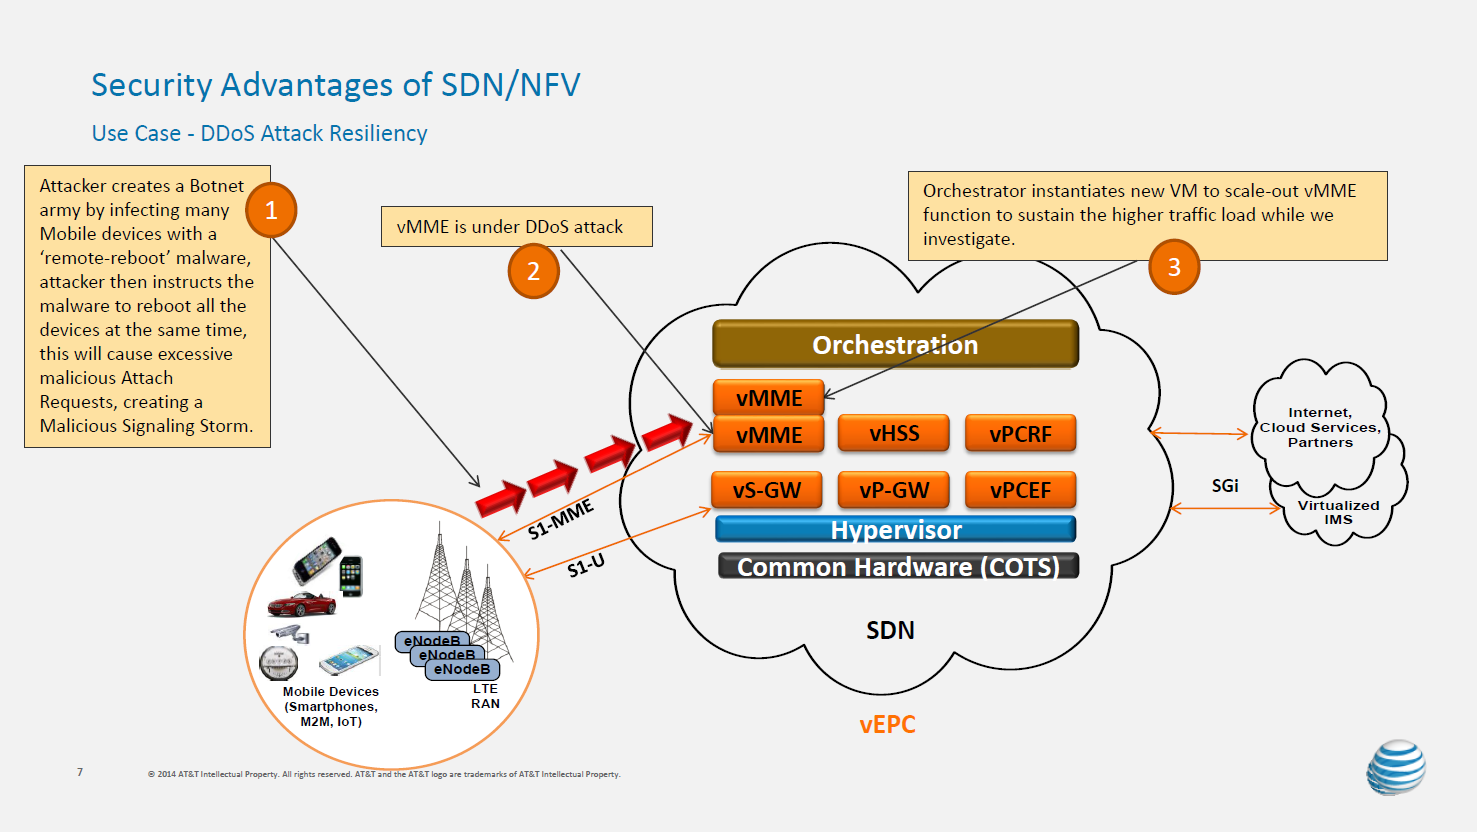 Security Advantages of SDN/NFV
Use Case - DDoS Attack Resiliency
Attacker creates a Botnet
army by infecting many
Mobile devices with a
‘remote-reboot’ malware,
attacker then instructs the
malware to reboot all the
devices at the same time,
this will cause excessive
malicious Attach
Requests, creating a
Malicious Signaling Storm.
1
vMME is under DDoS attack
2
Orchestrator instantiates new VM to scale-out vMME
function to sustain the higher traffic load while we
investigate.
3
Orchestration
vMME
vMME
vHSS
vPCRF
vS-GW
vP-GW
vPCEF
Hypervisor
Common Hardware (COTS)
SDN
vEPC
S1-MME
S1-U
eNodeB
eNodeB
eNodeB
LTE
RAN
Mobile Devices
(Smartphones,
M2M, IoT)
Internet,
Cloud Services,
Partners
SGi
Virtualized
IMS
7
© 2014 AT&T Intellectual Property. All rights reserved. AT&T and the AT&T logo are trademarks of AT&T Intellectual Property.